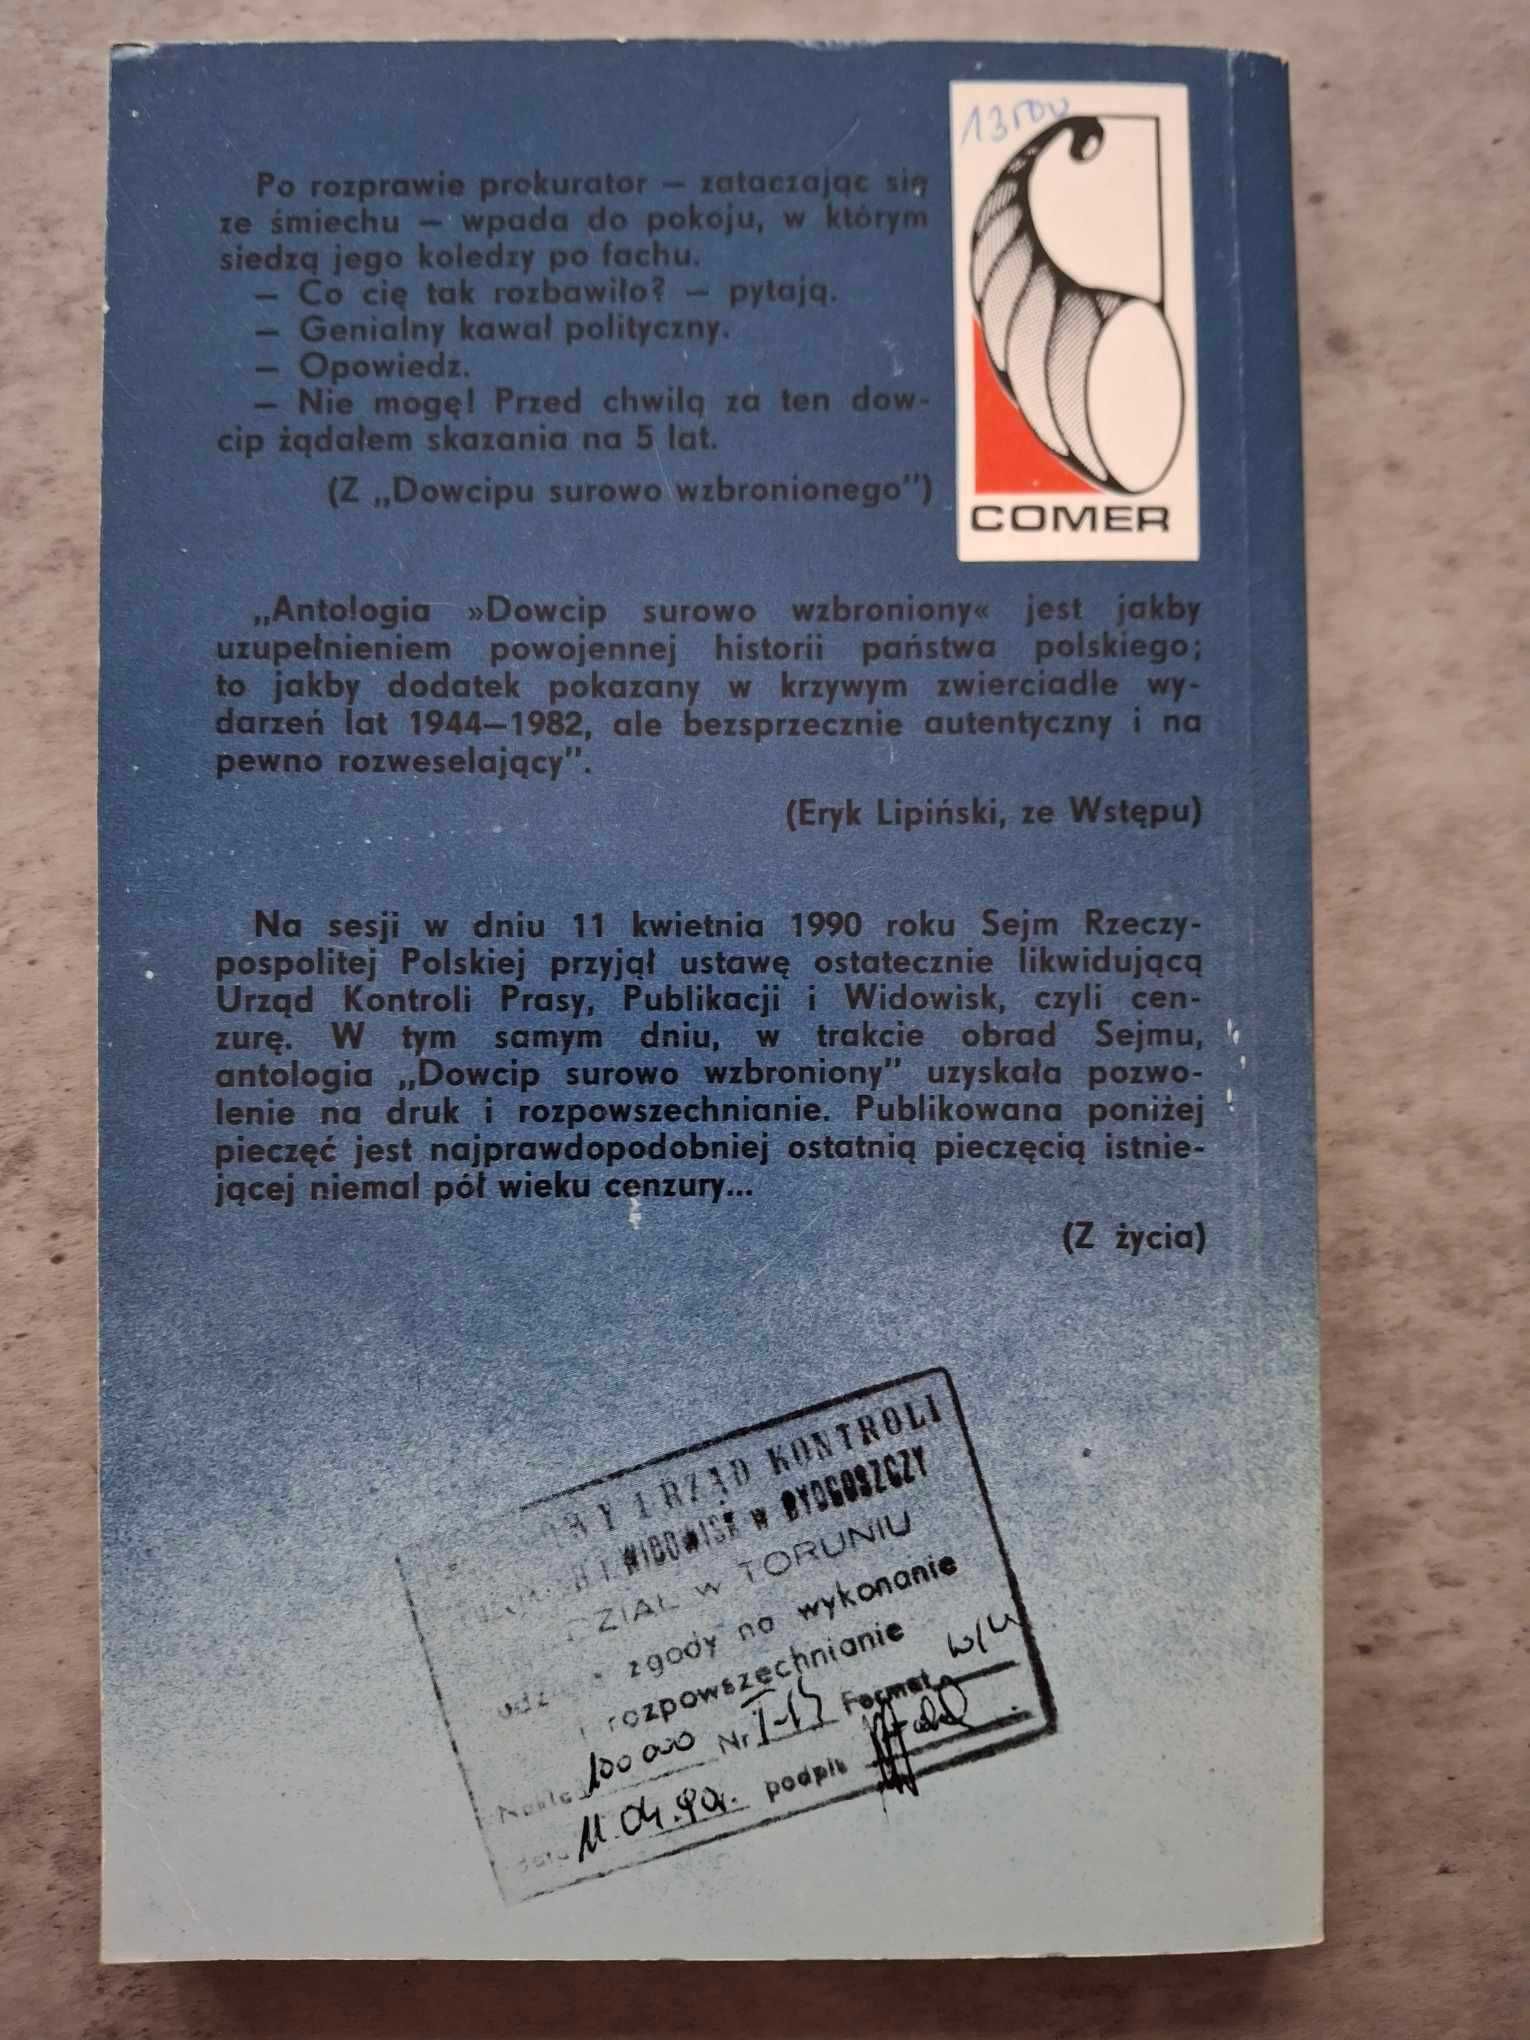 13500
Po rozprawie prokurator – zataczając się
ze śmiechu – wpada do pokoju, w którym
siedzą jego koledzy po fachu.
– Co cię tak rozbawiło? – pytają.
– Genialny kawał polityczny.
– Opowiedz.
– Nie mogę! Przed chwilą za ten dow-
cip żądałem skazania na 5 lat.
(Z „Dowcipu surowo wzbronionego")
COMER
„Antologia »Dowcip surowo wzbroniony« jest jakby
uzupełnieniem powojennej historii państwa polskiego;
to jakby dodatek pokazany w krzywym zwierciadle wy-
darzeń lat 1944–1982, ale bezsprzecznie autentyczny i na
pewno rozweselający".
(Eryk Lipiński, ze Wstępu)
Na sesji w dniu 11 kwietnia 1990 roku Sejm Rzeczy-
pospolitej Polskiej przyjął ustawę ostatecznie likwidującą
Urząd Kontroli Prasy, Publikacji i Widowisk, czyli cen-
zurę. W tym samym dniu, w trakcie obrad Sejmu,
antologia „Dowcip surowo wzbroniony" uzyskała pozwo-
lenie na druk i rozpowszechnianie. Publikowana poniżej
pieczęć jest najprawdopodobniej ostatnią pieczęcią istnie-
jącej niemal pół wieku cenzury...
(Z życia)
URZĄD KONTROLI
I WIDOWISK W BYDGOSZCZY
W TORUNIU
zgody na wykonanie
i rozpowszechnianie
100 000 Nr I-13 Format w/u
data 11.04.90r. podpis